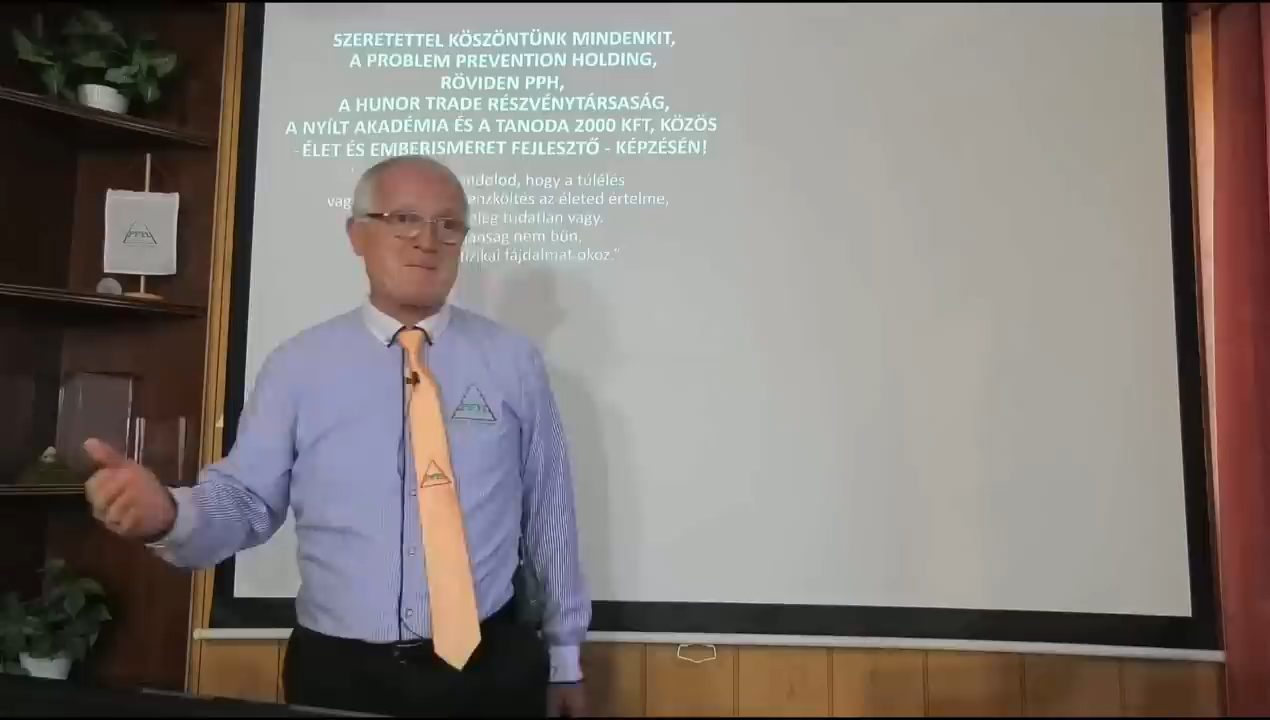 SZERETETTEL KÖSZÖNTÜNK MINDENKIT,
A PROBLEM PREVENTION HOLDING,
RÖVIDEN PPH,
A HUNOR TRADE RÉSZVÉNYTÁRSASÁG,
A NYÍLT AKADÉMIA ÉS A TANODA 2000 KFT, KÖZÖS
- ÉLET ÉS EMBERISMERET FEJLESZTŐ - KÉPZÉSÉN!
hogy a túlélés
vag
az életed értelme,
tudatlan vagy.
nem bűn,
fizikai fájdalmat okoz."